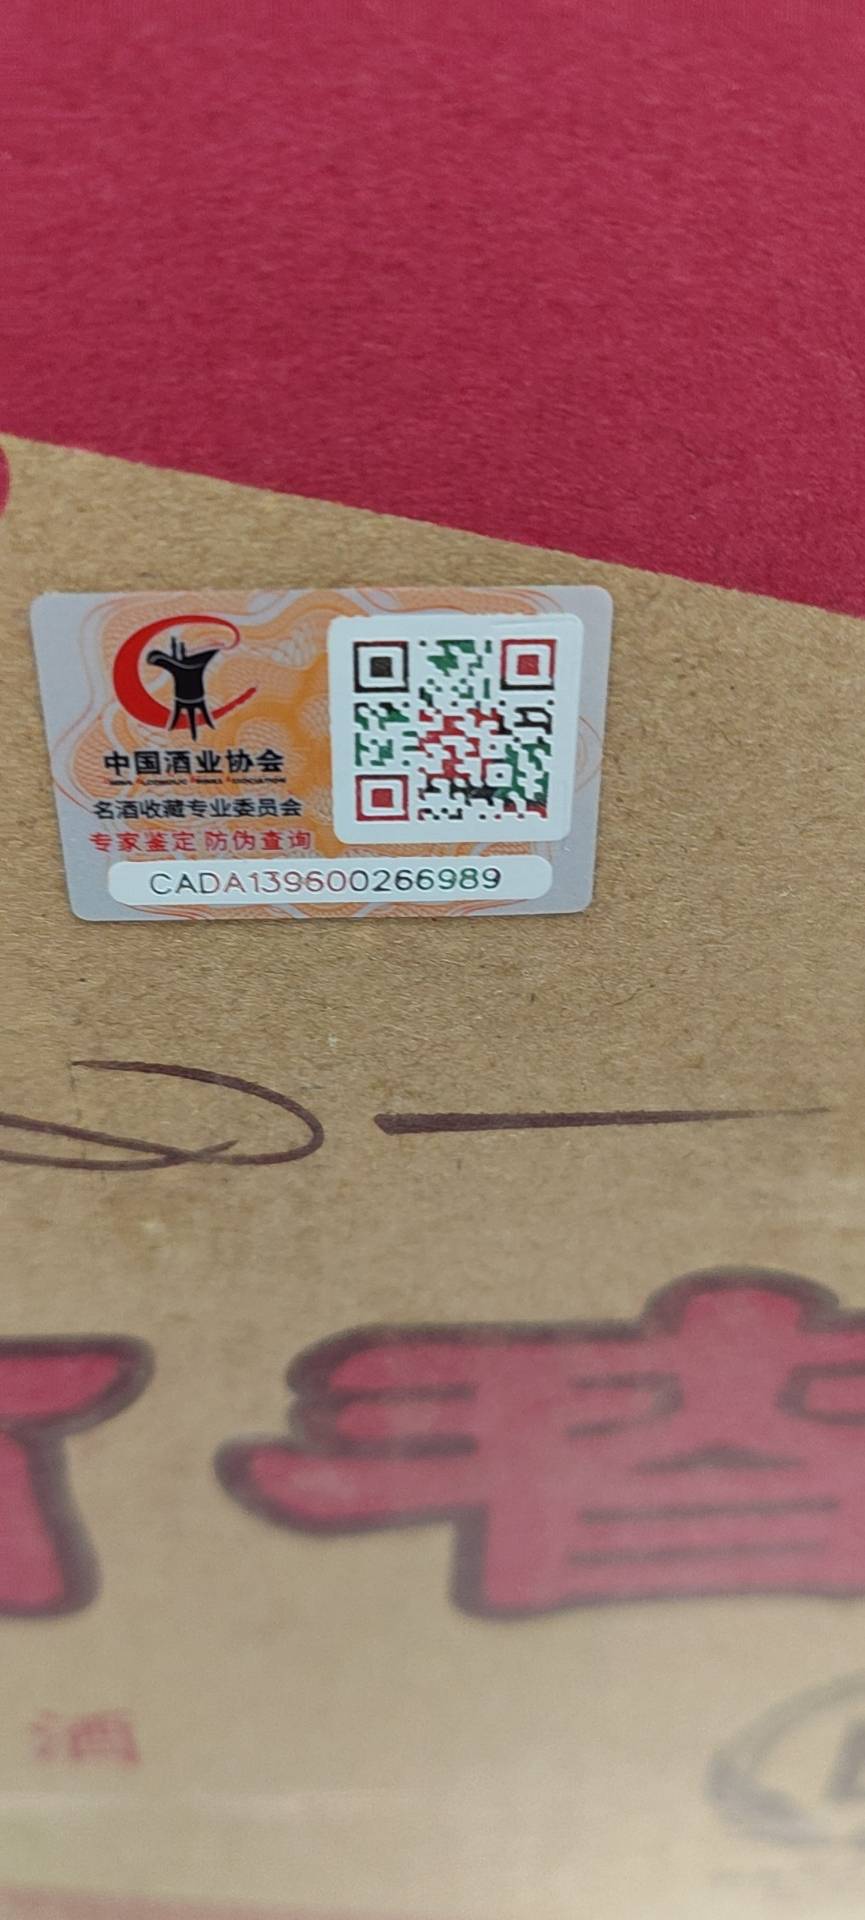 中国酒业协会
名酒收藏专业委员会
专家鉴定 防伪查询
CADA139600266989
酒